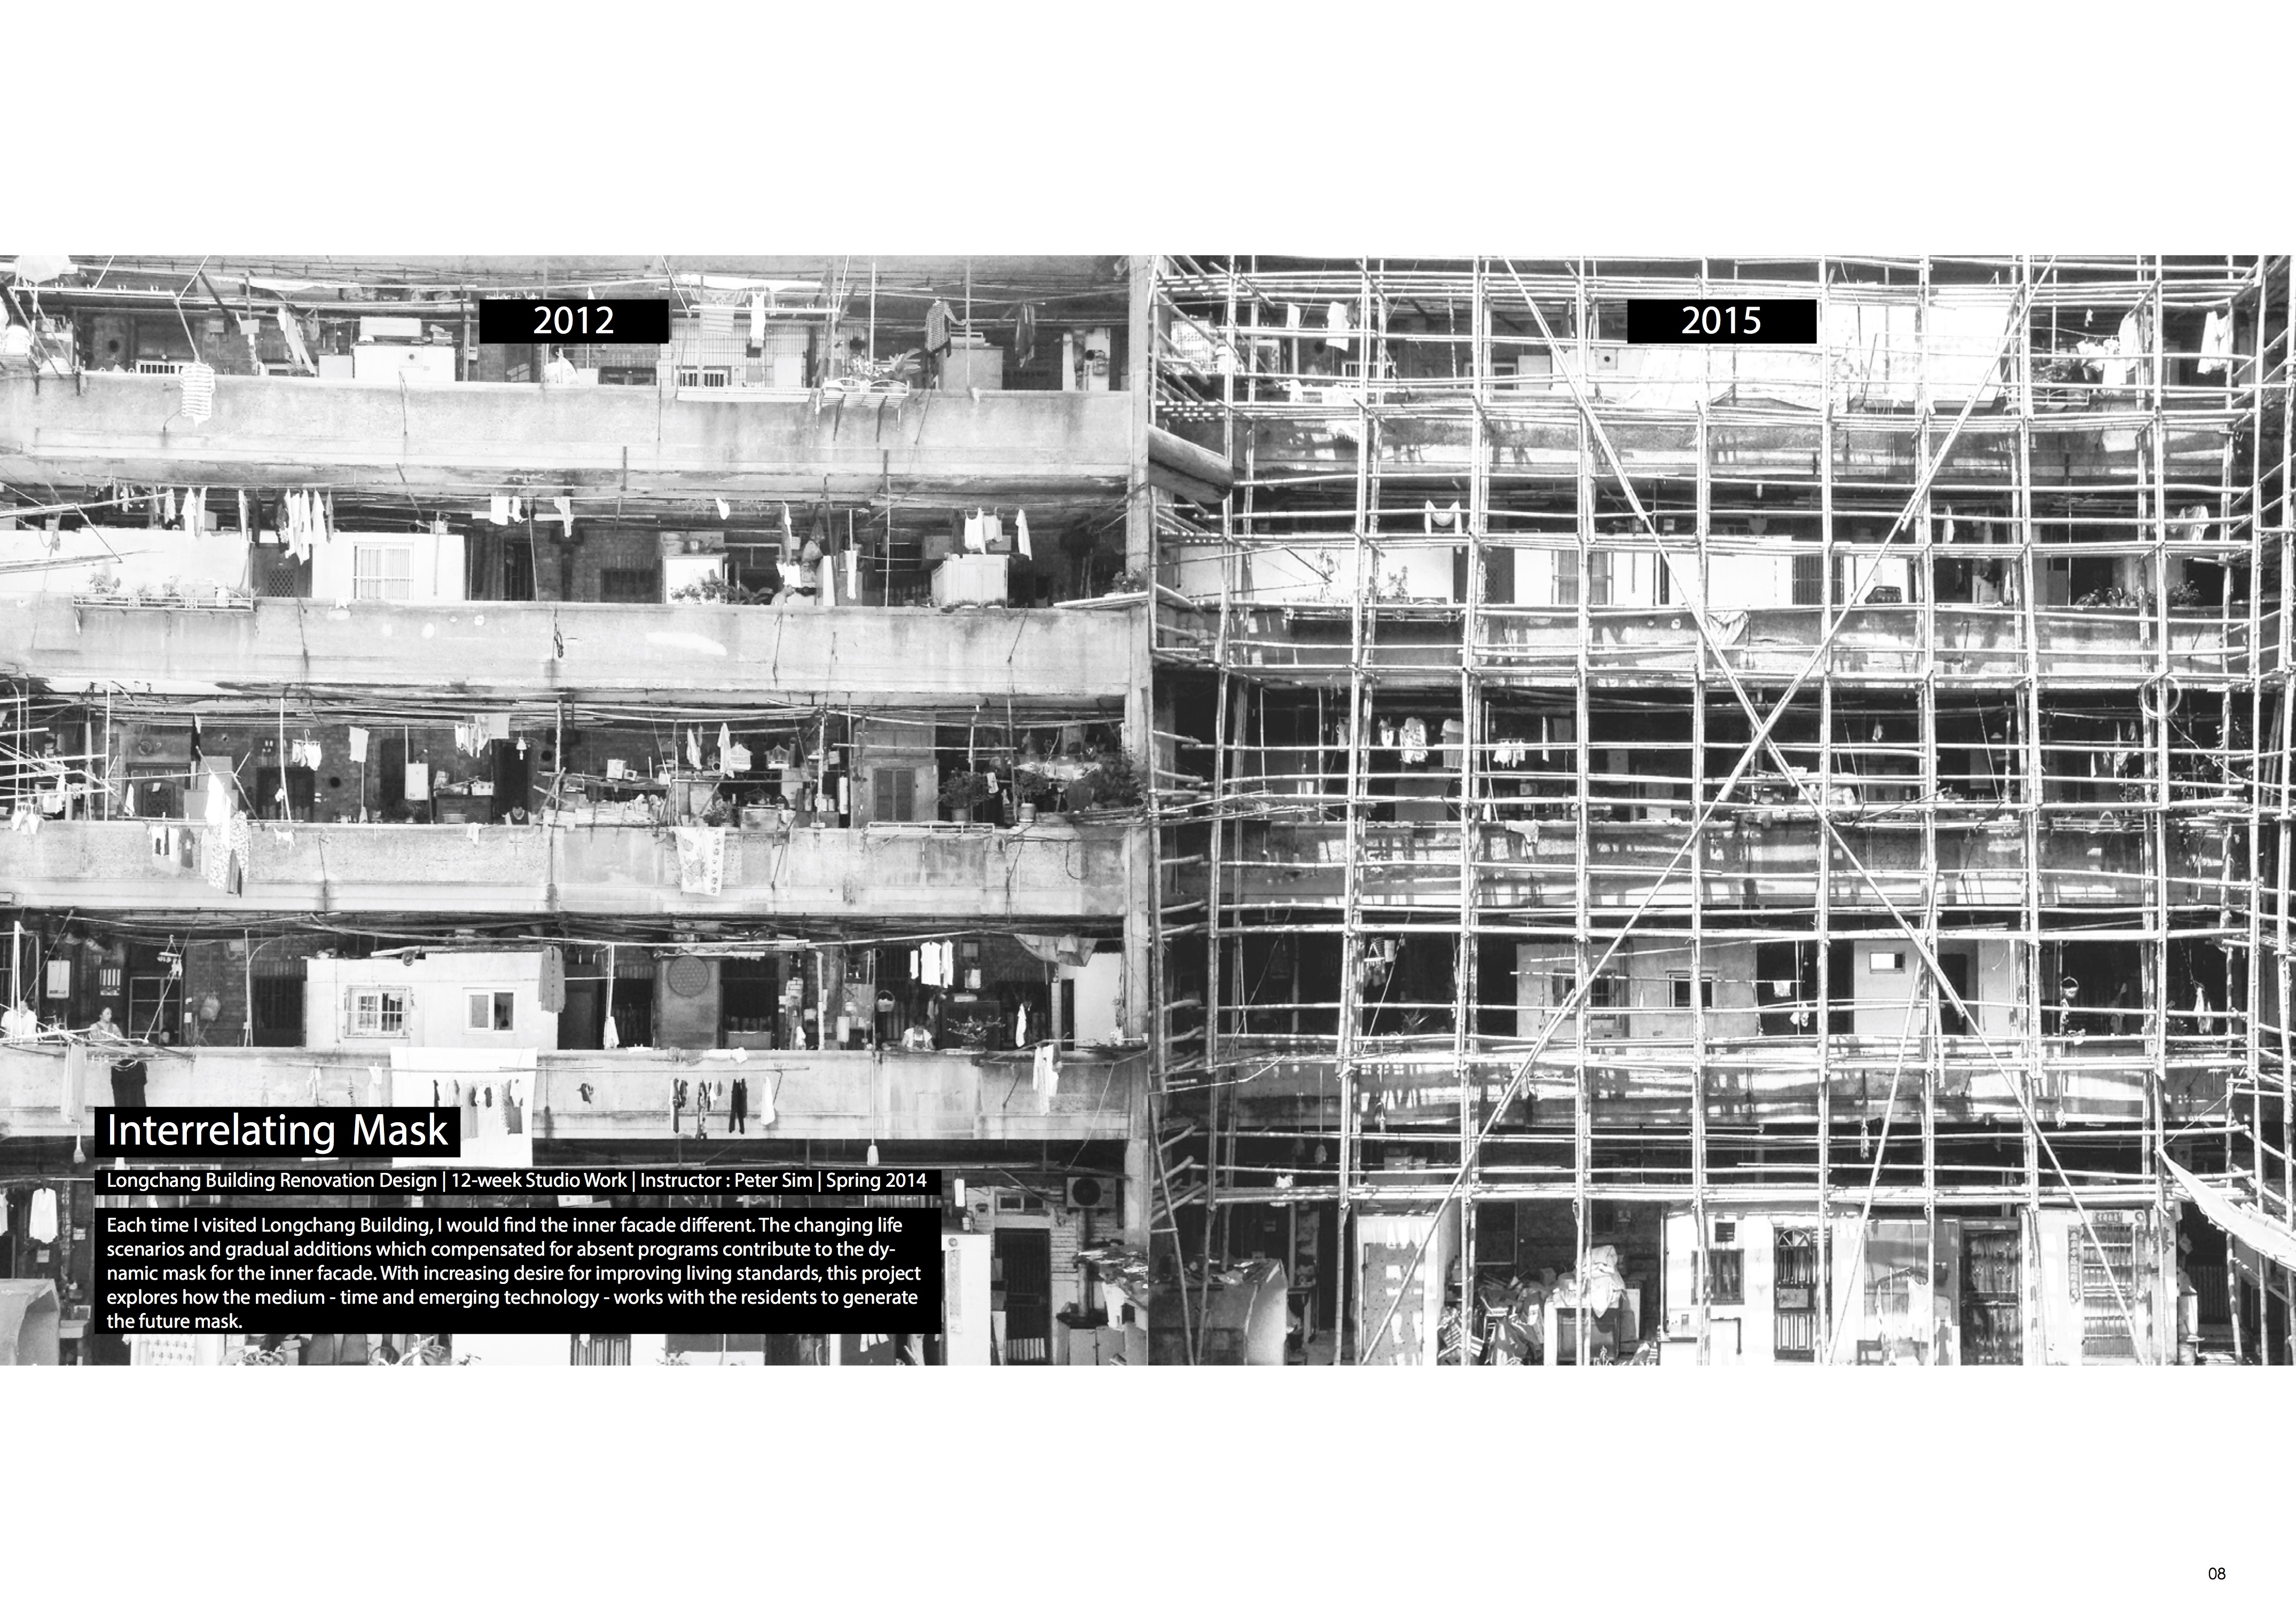 2012
2015
Interrelating Mask
Longchang Building Renovation Design | 12-week Studio Work | Instructor : Peter Sim | Spring 2014
Each time I visited Longchang Building, I would find the inner facade different. The changing life
scenarios and gradual additions which compensated for absent programs contribute to the dy-
namic mask for the inner facade. With increasing desire for improving living standards, this project
explores how the medium - time and emerging technology - works with the residents to generate
the future mask.
08